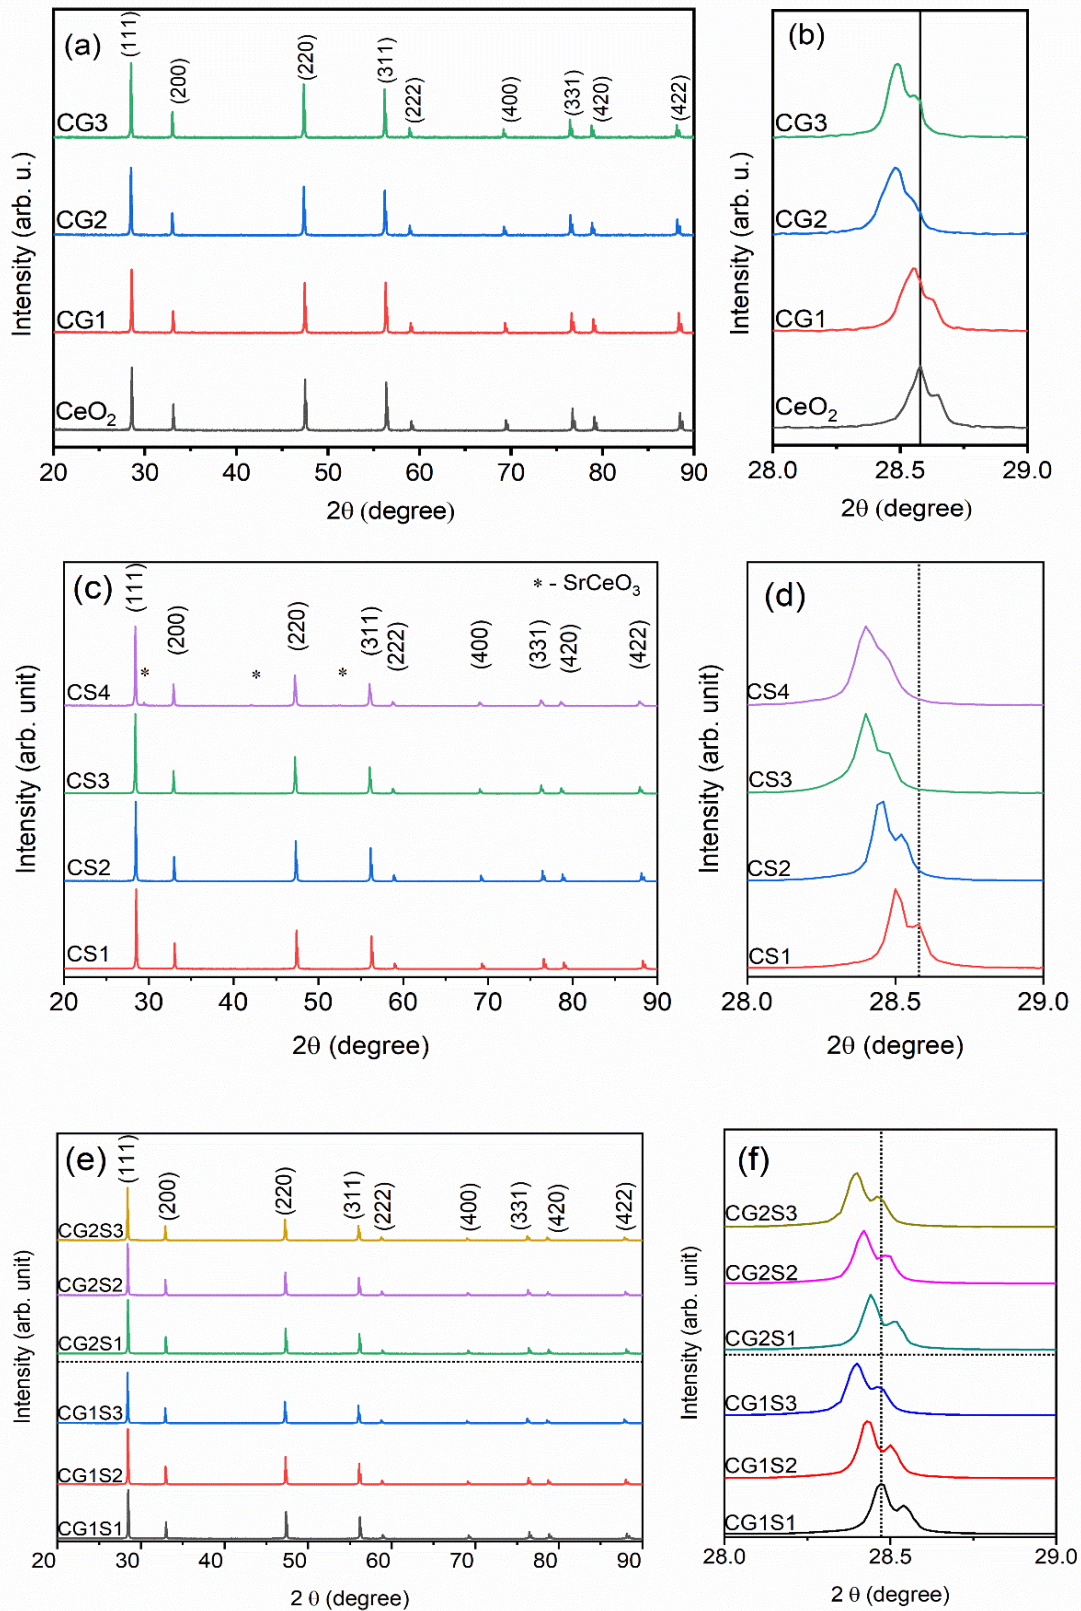 (a)
(111)
(200)
(220)
(311)
(222)
(400)
(331)
(420)
(422)
CG3
CG2
CG1
CeO2
Intensity (arb. u.)
20 30 40 50 60 70 80 90
2θ (degree)
(b)
CG3
CG2
CG1
CeO2
Intensity (arb. u.)
28.0 28.5 29.0
2θ (degree)
(c)
* - SrCeO3
(111)
(200)
(220)
(311)
(222)
(400)
(331)
(420)
(422)
* * *
CS4
CS3
CS2
CS1
Intensity (arb. unit)
20 30 40 50 60 70 80 90
2θ (degree)
(d)
CS4
CS3
CS2
CS1
Intensity (arb. unit)
28.0 28.5 29.0
2θ (degree)
(e)
(111)
(200)
(220)
(311)
(222)
(400)
(331)
(420)
(422)
CG2S3
CG2S2
CG2S1
CG1S3
CG1S2
CG1S1
Intensity (arb. unit)
20 30 40 50 60 70 80 90
2 θ (degree)
(f)
CG2S3
CG2S2
CG2S1
CG1S3
CG1S2
CG1S1
Intensity (arb. unit)
28.0 28.5 29.0
2 θ (degree)